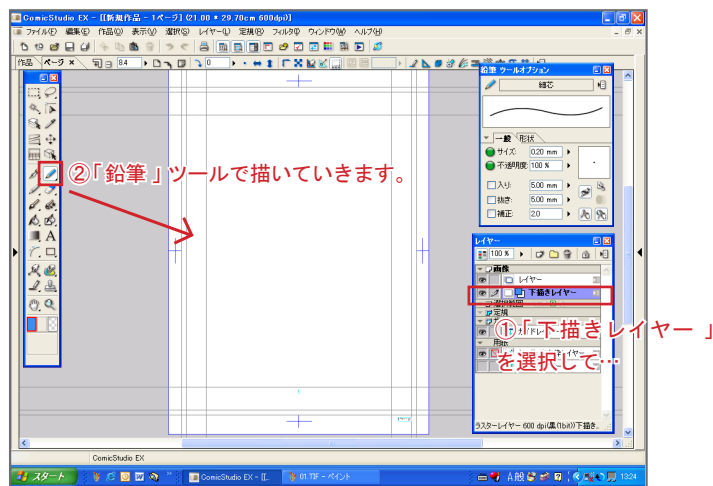 ComicStudio EX - [[新規作品 - 1ページ] (21.00 * 29.70cm 600dpi)]
ファイル(F) 編集(E) 作品(O) 表示(V) 選択(S) レイヤー(L) 定規(R) フィルタ(I) ウィンドウ(W) ヘルプ(H)
作品 ページ × 84 0
鉛筆 ツールオプション
細芯
一般 形状
サイズ: 0.20 mm
不透明度: 100 %
入り: 5.00 mm
抜き: 5.00 mm
補正: 2.0
②「鉛筆」ツールで描いていきます。
レイヤー
100 %
画像
レイヤー
下描きレイヤー
選択範囲
定規
①「下描きレイヤー」
用紙
を選択して…
ラスターレイヤー 600 dpi(黒(1bit))下描き..
ComicStudio EX
スタート ComicStudio EX - [[.. 01.TIF - ペイント A 般 13:24